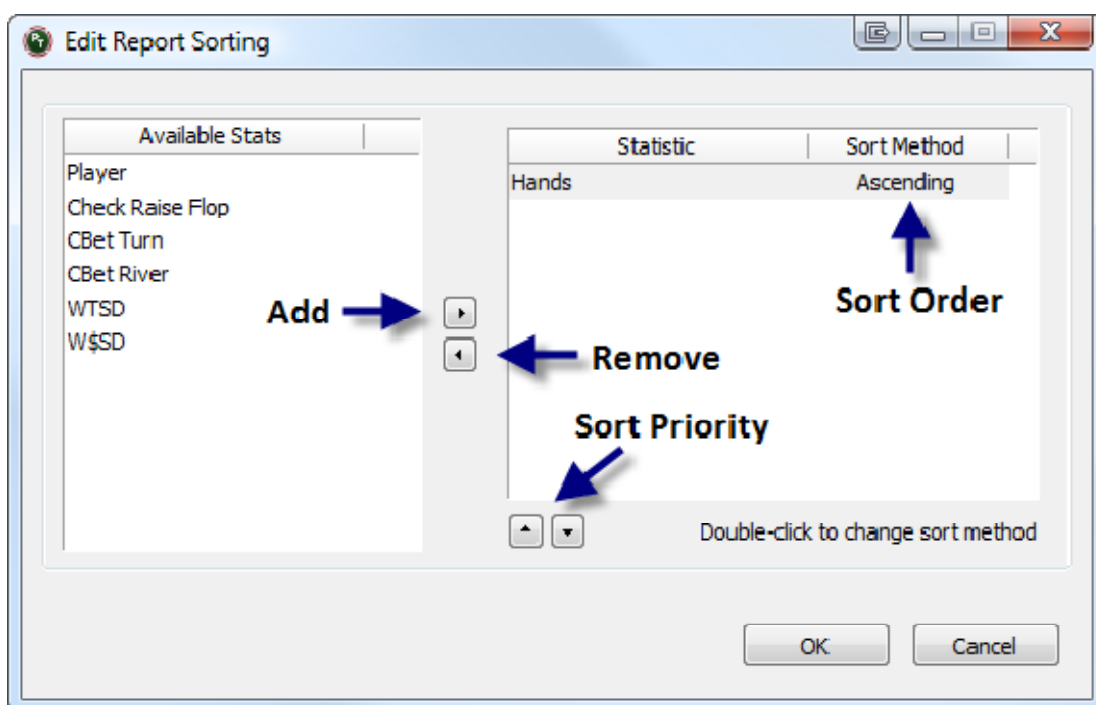 Edit Report Sorting
Available Stats
Player
Check Raise Flop
CBet Turn
CBet River
WTSD
W$SD
Add
Remove
Statistic Sort Method
Hands Ascending
Sort Order
Sort Priority
Double-click to change sort method
OK Cancel